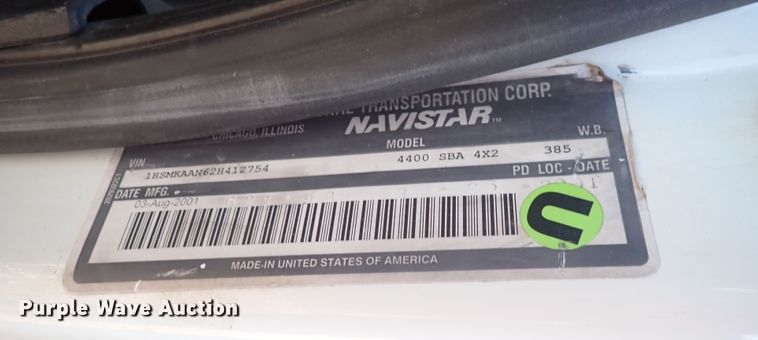 TRANSPORTATION CORP.
CHICAGO, ILLINOIS NAVISTAR™
VIN MODEL W.B.
1HSMKAAN62H412754 4400 SBA 4X2 385
DATE MFG. PD LOC - DATE
03-Aug-2001
U
MADE-IN UNITED STATES OF AMERICA
Purple Wave Auction